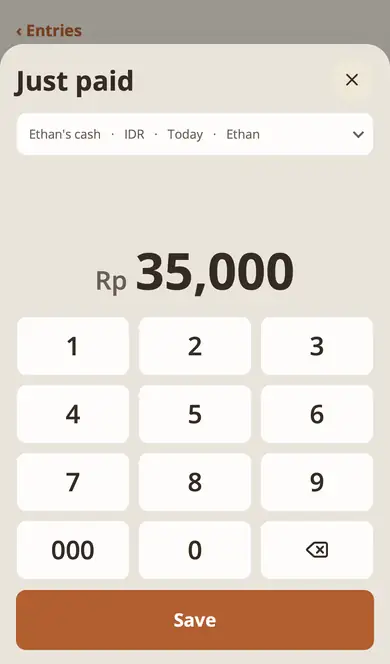 ‹ Entries
Just paid
Ethan's cash · IDR · Today · Ethan
Rp 35,000
1 2 3
4 5 6
7 8 9
000 0
Save